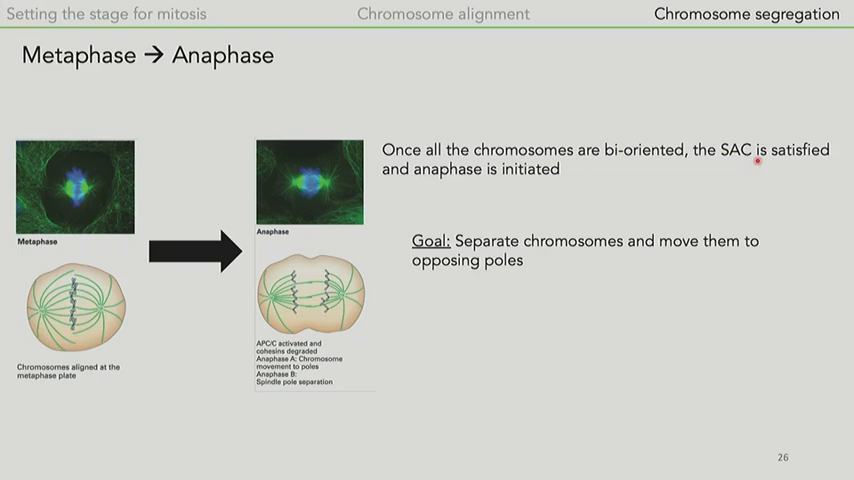 Setting the stage for mitosis
Chromosome alignment
Chromosome segregation
Metaphase → Anaphase
Once all the chromosomes are bi-oriented, the SAC is satisfied
and anaphase is initiated
Goal: Separate chromosomes and move them to
opposing poles
Metaphase
Chromosomes aligned at the
metaphase plate
Anaphase
APC/C activated and
cohesins degraded
Anaphase A: Chromosome
movement to poles
Anaphase B:
Spindle pole separation
26